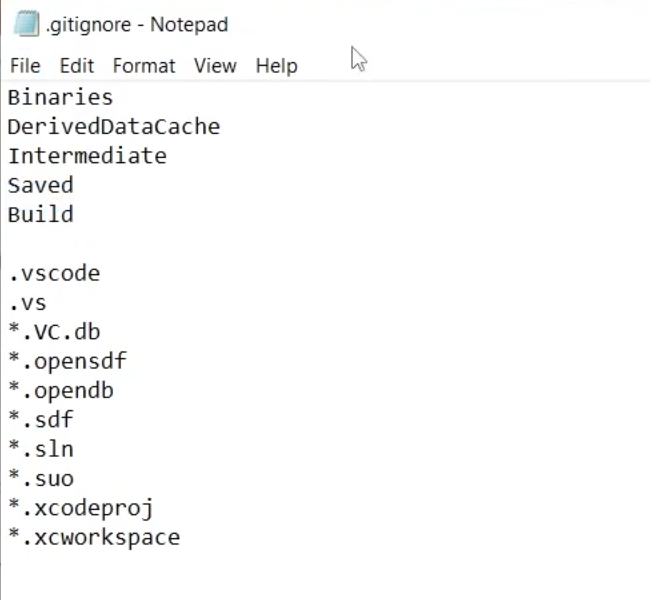 .gitignore - Notepad
File Edit Format View Help
Binaries
DerivedDataCache
Intermediate
Saved
Build

.vscode
.vs
*.VC.db
*.opensdf
*.opendb
*.sdf
*.sln
*.suo
*.xcodeproj
*.xcworkspace